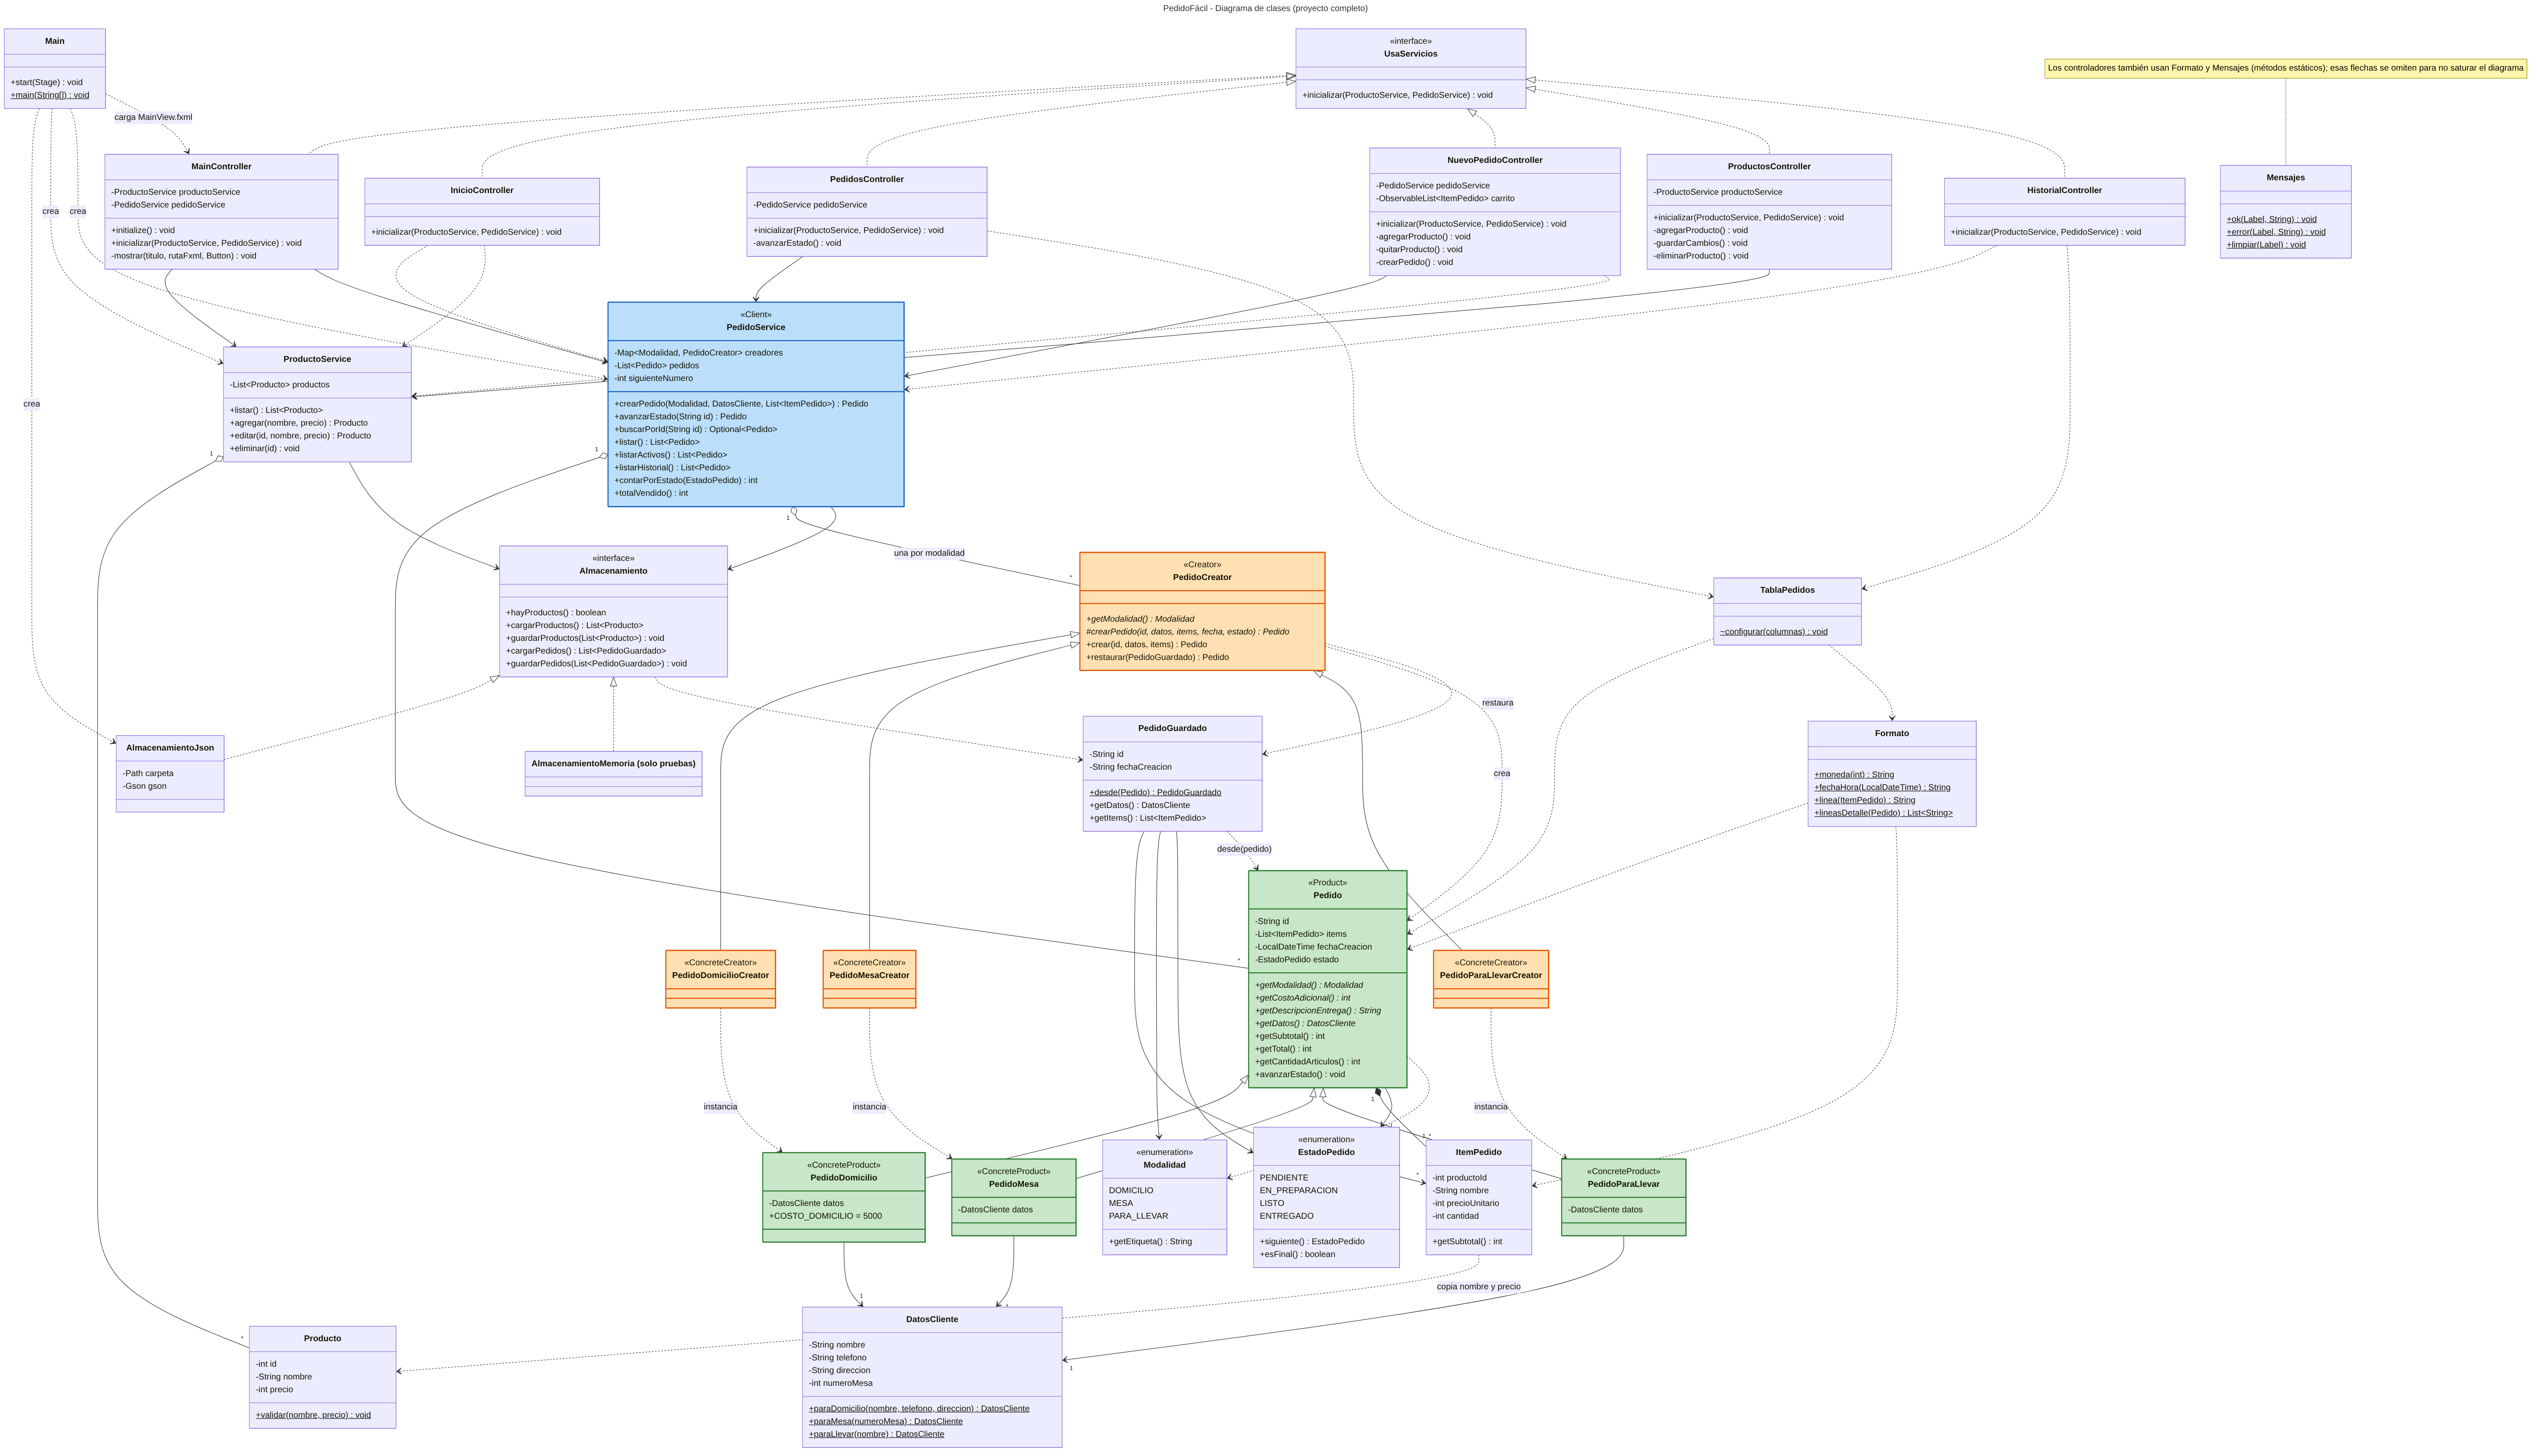 PedidoFácil - Diagrama de clases (proyecto completo)
Main
+start(Stage) : void
+main(String[]) : void
«interface»
UsaServicios
+inicializar(ProductoService, PedidoService) : void
Los controladores también usan Formato y Mensajes (métodos estáticos); esas flechas se omiten para no saturar el diagrama
carga MainView.fxml
crea
crea
crea
MainController
-ProductoService productoService
-PedidoService pedidoService
+initialize() : void
+inicializar(ProductoService, PedidoService) : void
-mostrar(titulo, rutaFxml, Button) : void
InicioController
+inicializar(ProductoService, PedidoService) : void
PedidosController
-PedidoService pedidoService
+inicializar(ProductoService, PedidoService) : void
-avanzarEstado() : void
NuevoPedidoController
-PedidoService pedidoService
-ObservableList<ItemPedido> carrito
+inicializar(ProductoService, PedidoService) : void
-agregarProducto() : void
-quitarProducto() : void
-crearPedido() : void
ProductosController
-ProductoService productoService
+inicializar(ProductoService, PedidoService) : void
-agregarProducto() : void
-guardarCambios() : void
-eliminarProducto() : void
HistorialController
+inicializar(ProductoService, PedidoService) : void
Mensajes
+ok(Label, String) : void
+error(Label, String) : void
+limpiar(Label) : void
ProductoService
-List<Producto> productos
+listar() : List<Producto>
+agregar(nombre, precio) : Producto
+editar(id, nombre, precio) : Producto
+eliminar(id) : void
1
«Client»
PedidoService
-Map<Modalidad, PedidoCreator> creadores
-List<Pedido> pedidos
-int siguienteNumero
+crearPedido(Modalidad, DatosCliente, List<ItemPedido>) : Pedido
+avanzarEstado(String id) : Pedido
+buscarPorId(String id) : Optional<Pedido>
+listar() : List<Pedido>
+listarActivos() : List<Pedido>
+listarHistorial() : List<Pedido>
+contarPorEstado(EstadoPedido) : int
+totalVendido() : int
1
1
una por modalidad
*
«interface»
Almacenamiento
+hayProductos() : boolean
+cargarProductos() : List<Producto>
+guardarProductos(List<Producto>) : void
+cargarPedidos() : List<PedidoGuardado>
+guardarPedidos(List<PedidoGuardado>) : void
«Creator»
PedidoCreator
+getModalidad() : Modalidad
#crearPedido(id, datos, items, fecha, estado) : Pedido
+crear(id, datos, items) : Pedido
+restaurar(PedidoGuardado) : Pedido
TablaPedidos
~configurar(columnas) : void
restaura
crea
AlmacenamientoJson
-Path carpeta
-Gson gson
AlmacenamientoMemoria (solo pruebas)
PedidoGuardado
-String id
-String fechaCreacion
+desde(Pedido) : PedidoGuardado
+getDatos() : DatosCliente
+getItems() : List<ItemPedido>
Formato
+moneda(int) : String
+fechaHora(LocalDateTime) : String
+linea(ItemPedido) : String
+lineasDetalle(Pedido) : List<String>
desde(pedido)
«Product»
Pedido
-String id
-List<ItemPedido> items
-LocalDateTime fechaCreacion
-EstadoPedido estado
+getModalidad() : Modalidad
+getCostoAdicional() : int
+getDescripcionEntrega() : String
+getDatos() : DatosCliente
+getSubtotal() : int
+getTotal() : int
+getCantidadArticulos() : int
+avanzarEstado() : void
*
1
«ConcreteCreator»
PedidoDomicilioCreator
«ConcreteCreator»
PedidoMesaCreator
«ConcreteCreator»
PedidoParaLlevarCreator
instancia
instancia
instancia
«ConcreteProduct»
PedidoDomicilio
-DatosCliente datos
+COSTO_DOMICILIO = 5000
«ConcreteProduct»
PedidoMesa
-DatosCliente datos
«enumeration»
Modalidad
DOMICILIO
MESA
PARA_LLEVAR
+getEtiqueta() : String
«enumeration»
EstadoPedido
PENDIENTE
EN_PREPARACION
LISTO
ENTREGADO
+siguiente() : EstadoPedido
+esFinal() : boolean
1..*
*
ItemPedido
-int productoId
-String nombre
-int precioUnitario
-int cantidad
+getSubtotal() : int
«ConcreteProduct»
PedidoParaLlevar
-DatosCliente datos
copia nombre y precio
1
1
1
*
Producto
-int id
-String nombre
-int precio
+validar(nombre, precio) : void
DatosCliente
-String nombre
-String telefono
-String direccion
-int numeroMesa
+paraDomicilio(nombre, telefono, direccion) : DatosCliente
+paraMesa(numeroMesa) : DatosCliente
+paraLlevar(nombre) : DatosCliente